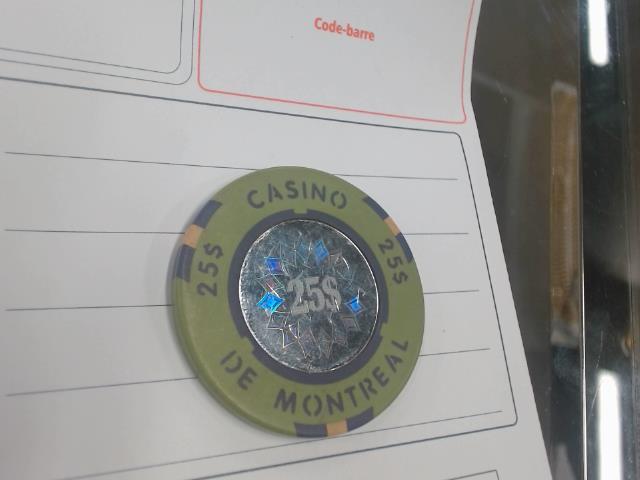 Code-barre
CASINO
25$
25$
25$
DE MONTREAL